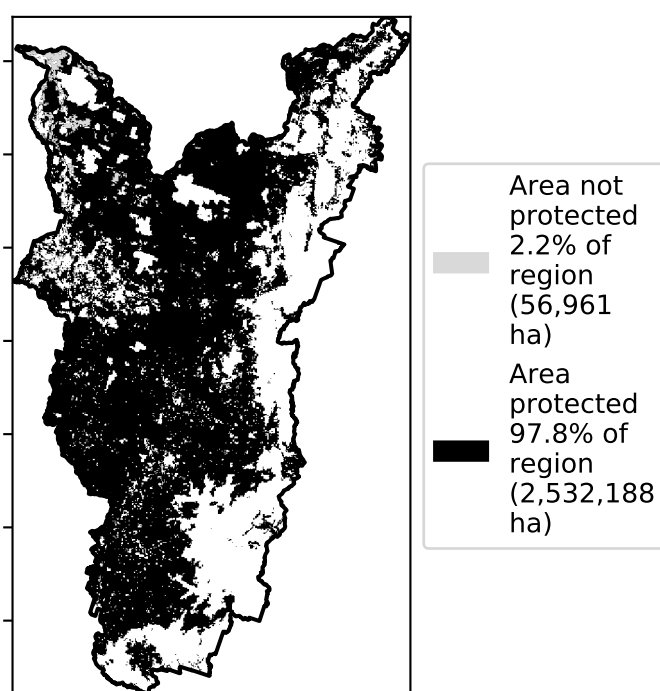 Area not
protected
2.2% of
region
(56,961
ha)
Area
protected
97.8% of
region
(2,532,188
ha)